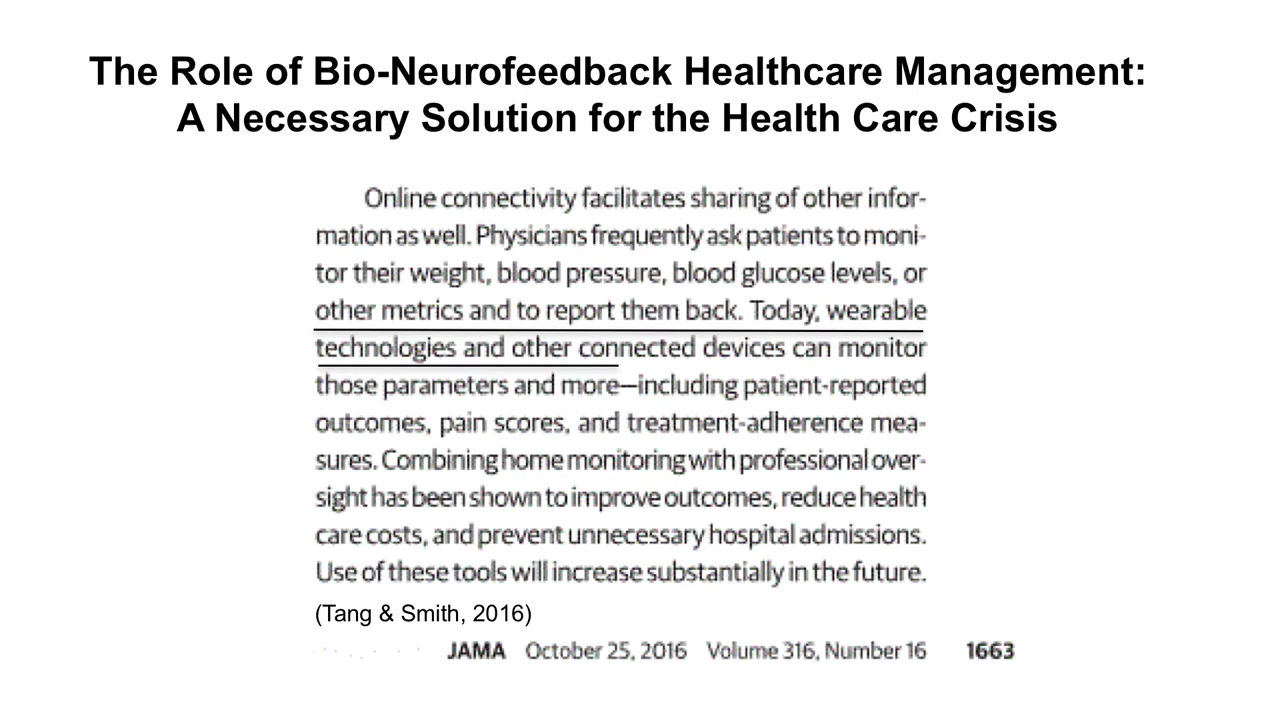 The Role of Bio-Neurofeedback Healthcare Management:
A Necessary Solution for the Health Care Crisis
Online connectivity facilitates sharing of other infor-
mation as well. Physicians frequently ask patients to moni-
tor their weight, blood pressure, blood glucose levels, or
other metrics and to report them back. Today, wearable
technologies and other connected devices can monitor
those parameters and more—including patient-reported
outcomes, pain scores, and treatment-adherence mea-
sures. Combining home monitoring with professional over-
sight has been shown to improve outcomes, reduce health
care costs, and prevent unnecessary hospital admissions.
Use of these tools will increase substantially in the future.
(Tang & Smith, 2016)
JAMA October 25, 2016 Volume 316, Number 16 1663